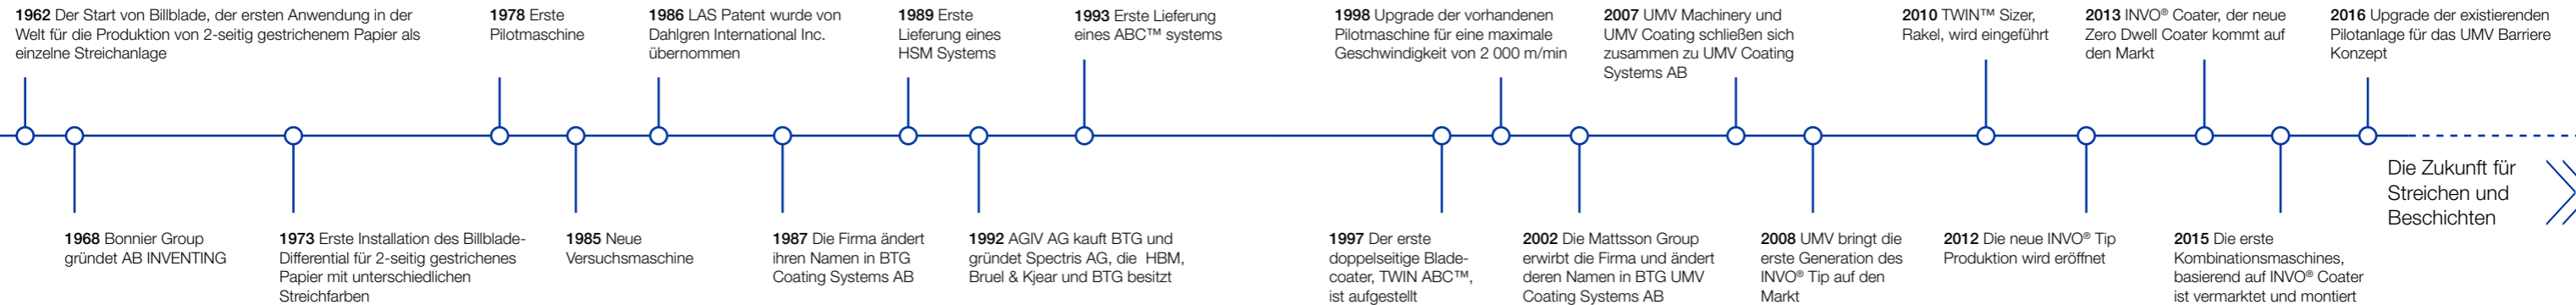 1962 Der Start von Billblade, der ersten Anwendung in der
Welt für die Produktion von 2-seitig gestrichenem Papier als
einzelne Streichanlage
1978 Erste
Pilotmaschine
1986 LAS Patent wurde von
Dahlgren International Inc.
übernommen
1989 Erste
Lieferung eines
HSM Systems
1993 Erste Lieferung
eines ABC™ systems
1998 Upgrade der vorhandenen
Pilotmaschine für eine maximale
Geschwindigkeit von 2 000 m/min
2007 UMV Machinery und
UMV Coating schließen sich
zusammen zu UMV Coating
Systems AB
2010 TWIN™ Sizer,
Rakel, wird eingeführt
2013 INVO® Coater, der neue
Zero Dwell Coater kommt auf
den Markt
2016 Upgrade der existierenden
Pilotanlage für das UMV Barriere
Konzept
Die Zukunft für
Streichen und
Beschichten
1968 Bonnier Group
gründet AB INVENTING
1973 Erste Installation des Billblade-
Differential für 2-seitig gestrichenes
Papier mit unterschiedlichen
Streichfarben
1985 Neue
Versuchsmaschine
1987 Die Firma ändert
ihren Namen in BTG
Coating Systems AB
1992 AGIV AG kauft BTG und
gründet Spectris AG, die HBM,
Bruel & Kjear und BTG besitzt
1997 Der erste
doppelseitige Blade-
coater, TWIN ABC™,
ist aufgestellt
2002 Die Mattsson Group
erwirbt die Firma und ändert
deren Namen in BTG UMV
Coating Systems AB
2008 UMV bringt die
erste Generation des
INVO® Tip auf den
Markt
2012 Die neue INVO® Tip
Produktion wird eröffnet
2015 Die erste
Kombinationsmaschines,
basierend auf INVO® Coater
ist vermarktet und montiert